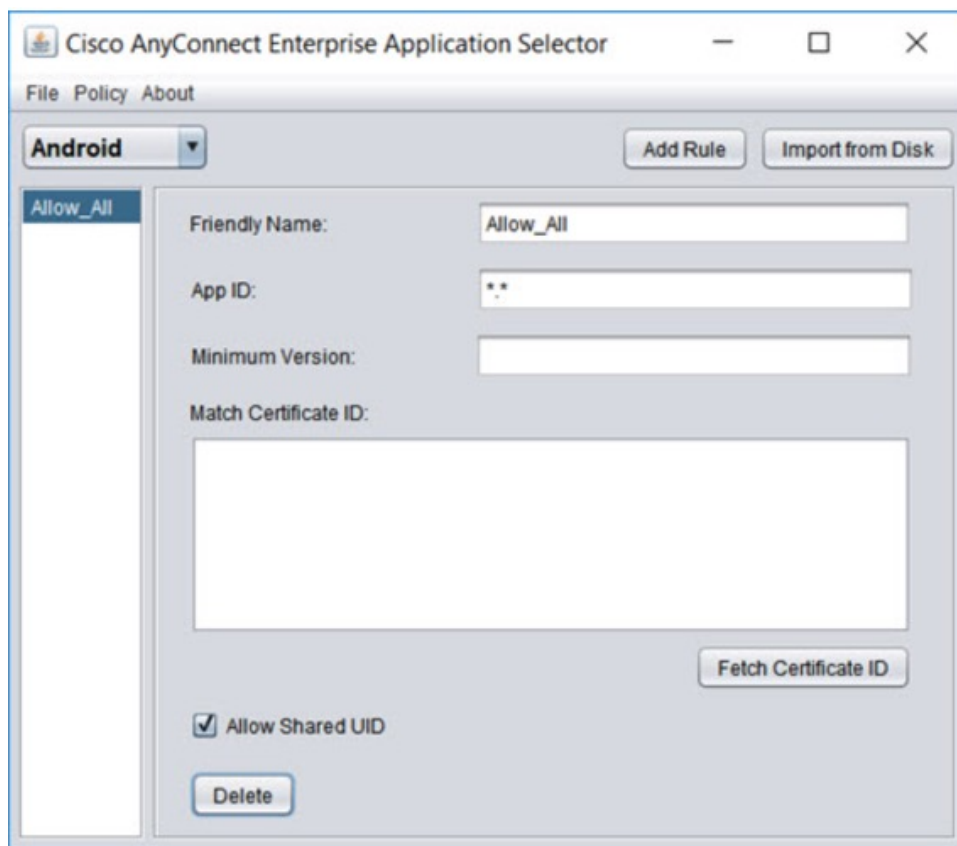 Cisco AnyConnect Enterprise Application Selector
File Policy About
Android
Add Rule
Import from Disk
Allow_All
Friendly Name:
Allow_All
App ID:
*.*
Minimum Version:
Match Certificate ID:
Fetch Certificate ID
Allow Shared UID
Delete